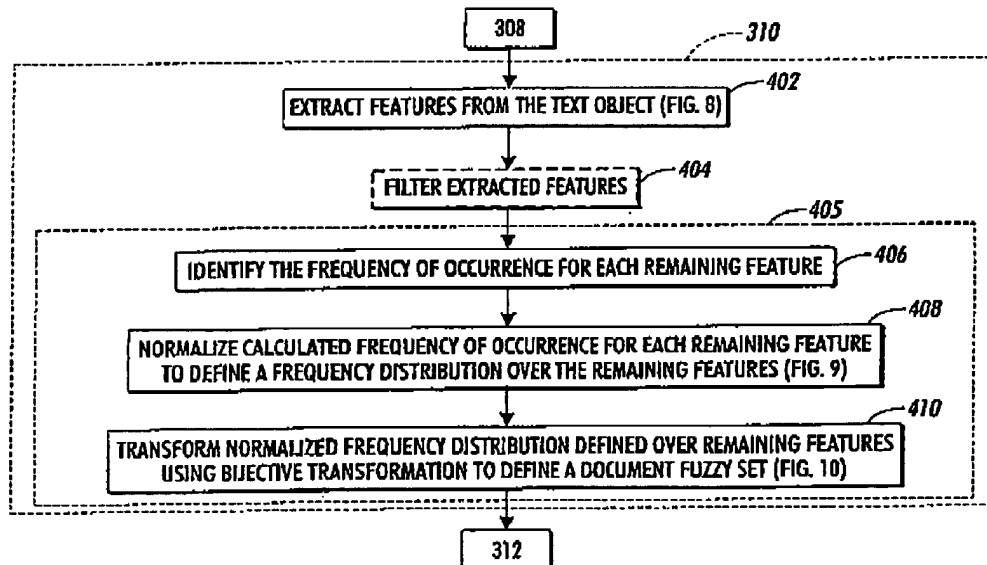 308
310
402
EXTRACT FEATURES FROM THE TEXT OBJECT (FIG. 8)
404
FILTER EXTRACTED FEATURES
405
IDENTIFY THE FREQUENCY OF OCCURRENCE FOR EACH REMAINING FEATURE
406
408
NORMALIZE CALCULATED FREQUENCY OF OCCURRENCE FOR EACH REMAINING FEATURE
TO DEFINE A FREQUENCY DISTRIBUTION OVER THE REMAINING FEATURES (FIG. 9)
410
TRANSFORM NORMALIZED FREQUENCY DISTRIBUTION DEFINED OVER REMAINING FEATURES
USING BIJECTIVE TRANSFORMATION TO DEFINE A DOCUMENT FUZZY SET (FIG. 10)
312